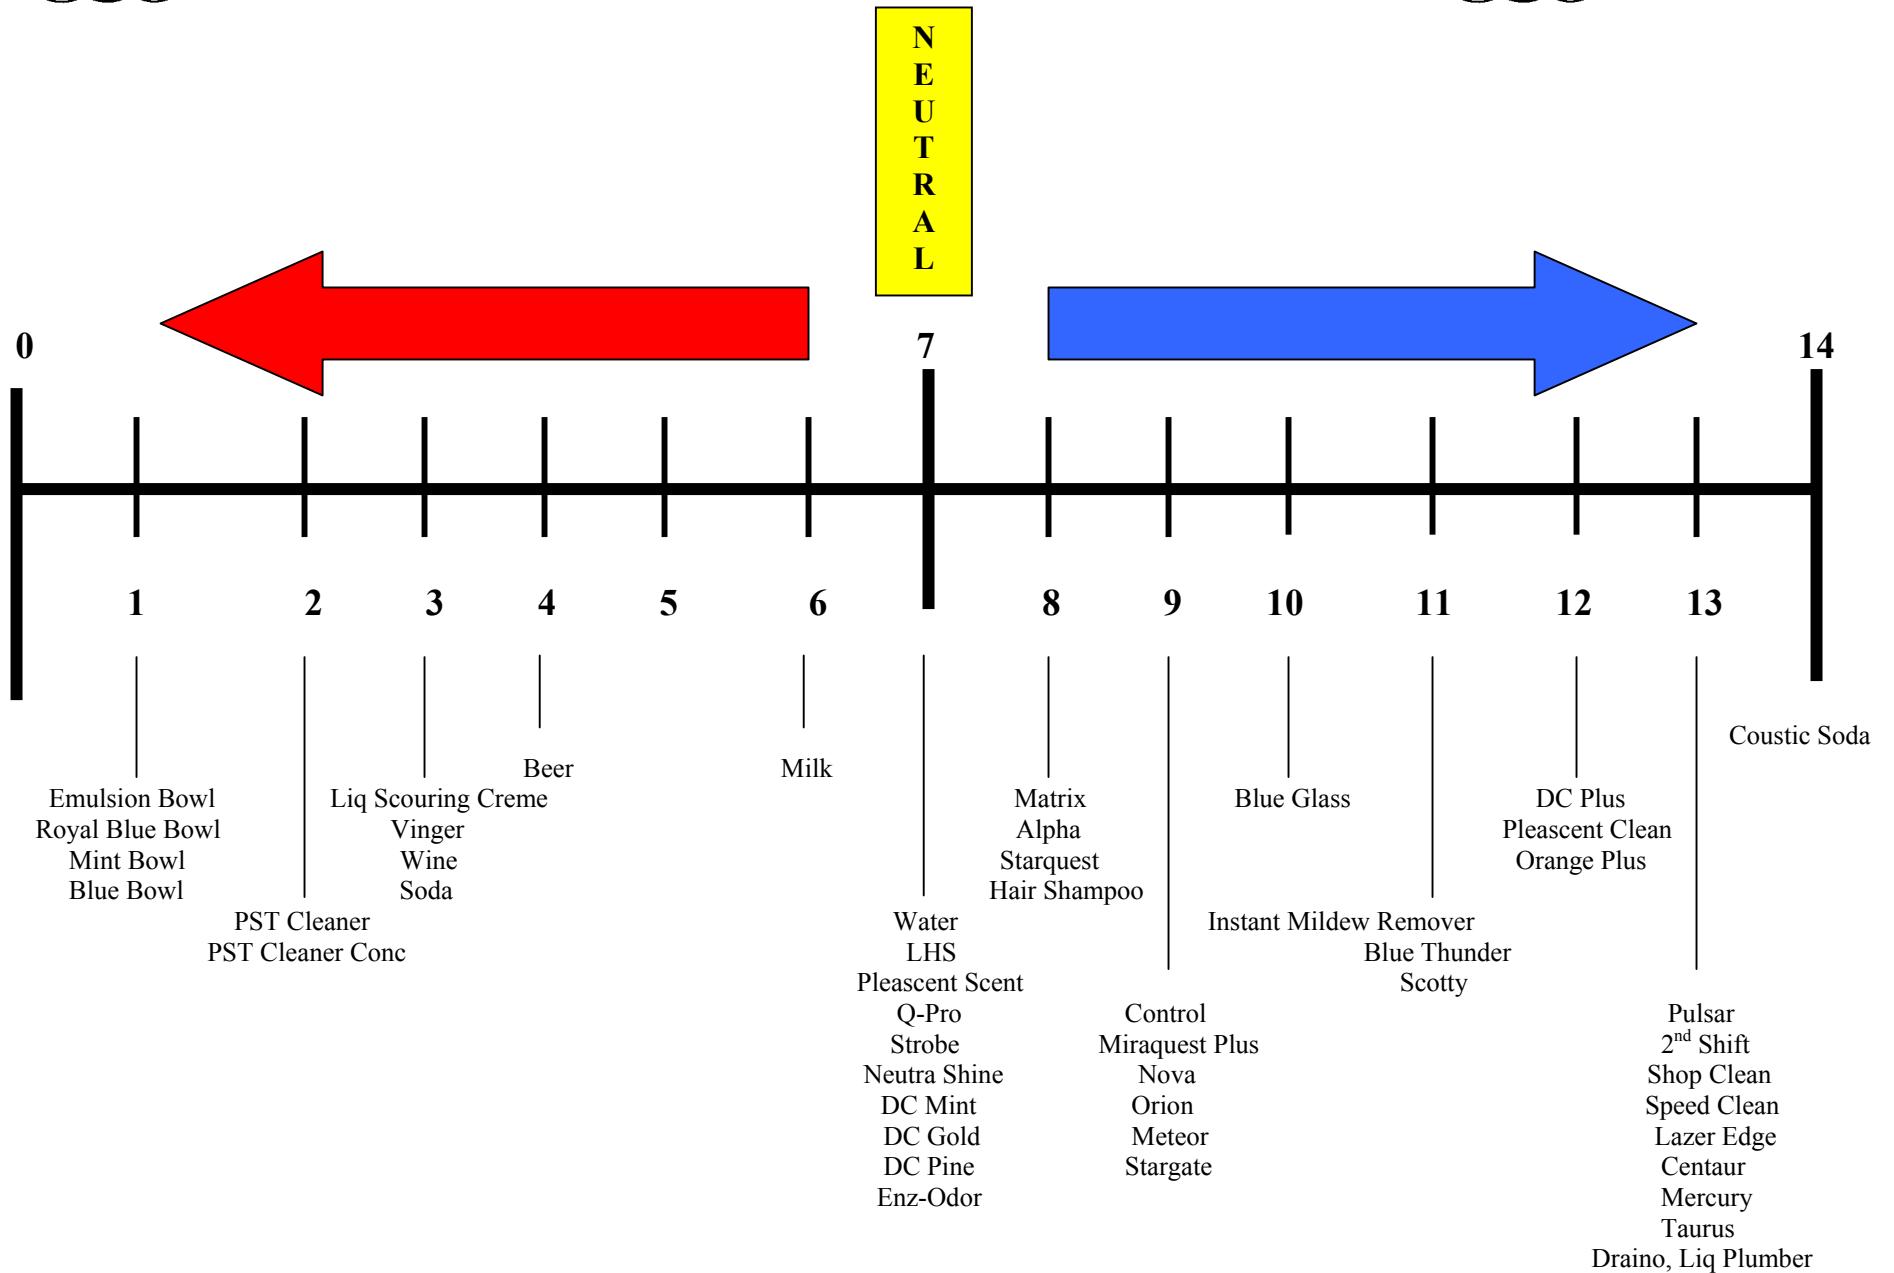 N
E
U
T
R
A
L
0
7
14
1 2 3 4 5 6 8 9 10 11 12 13
Emulsion Bowl
Royal Blue Bowl
Mint Bowl
Blue Bowl
PST Cleaner
PST Cleaner Conc
Liq Scouring Creme
Vinger
Wine
Soda
Beer
Milk
Water
LHS
Pleascent Scent
Q-Pro
Strobe
Neutra Shine
DC Mint
DC Gold
DC Pine
Enz-Odor
Matrix
Alpha
Starquest
Hair Shampoo
Control
Miraquest Plus
Nova
Orion
Meteor
Stargate
Blue Glass
Instant Mildew Remover
Blue Thunder
Scotty
DC Plus
Pleascent Clean
Orange Plus
Pulsar
2nd Shift
Shop Clean
Speed Clean
Lazer Edge
Centaur
Mercury
Taurus
Draino, Liq Plumber
Coustic Soda